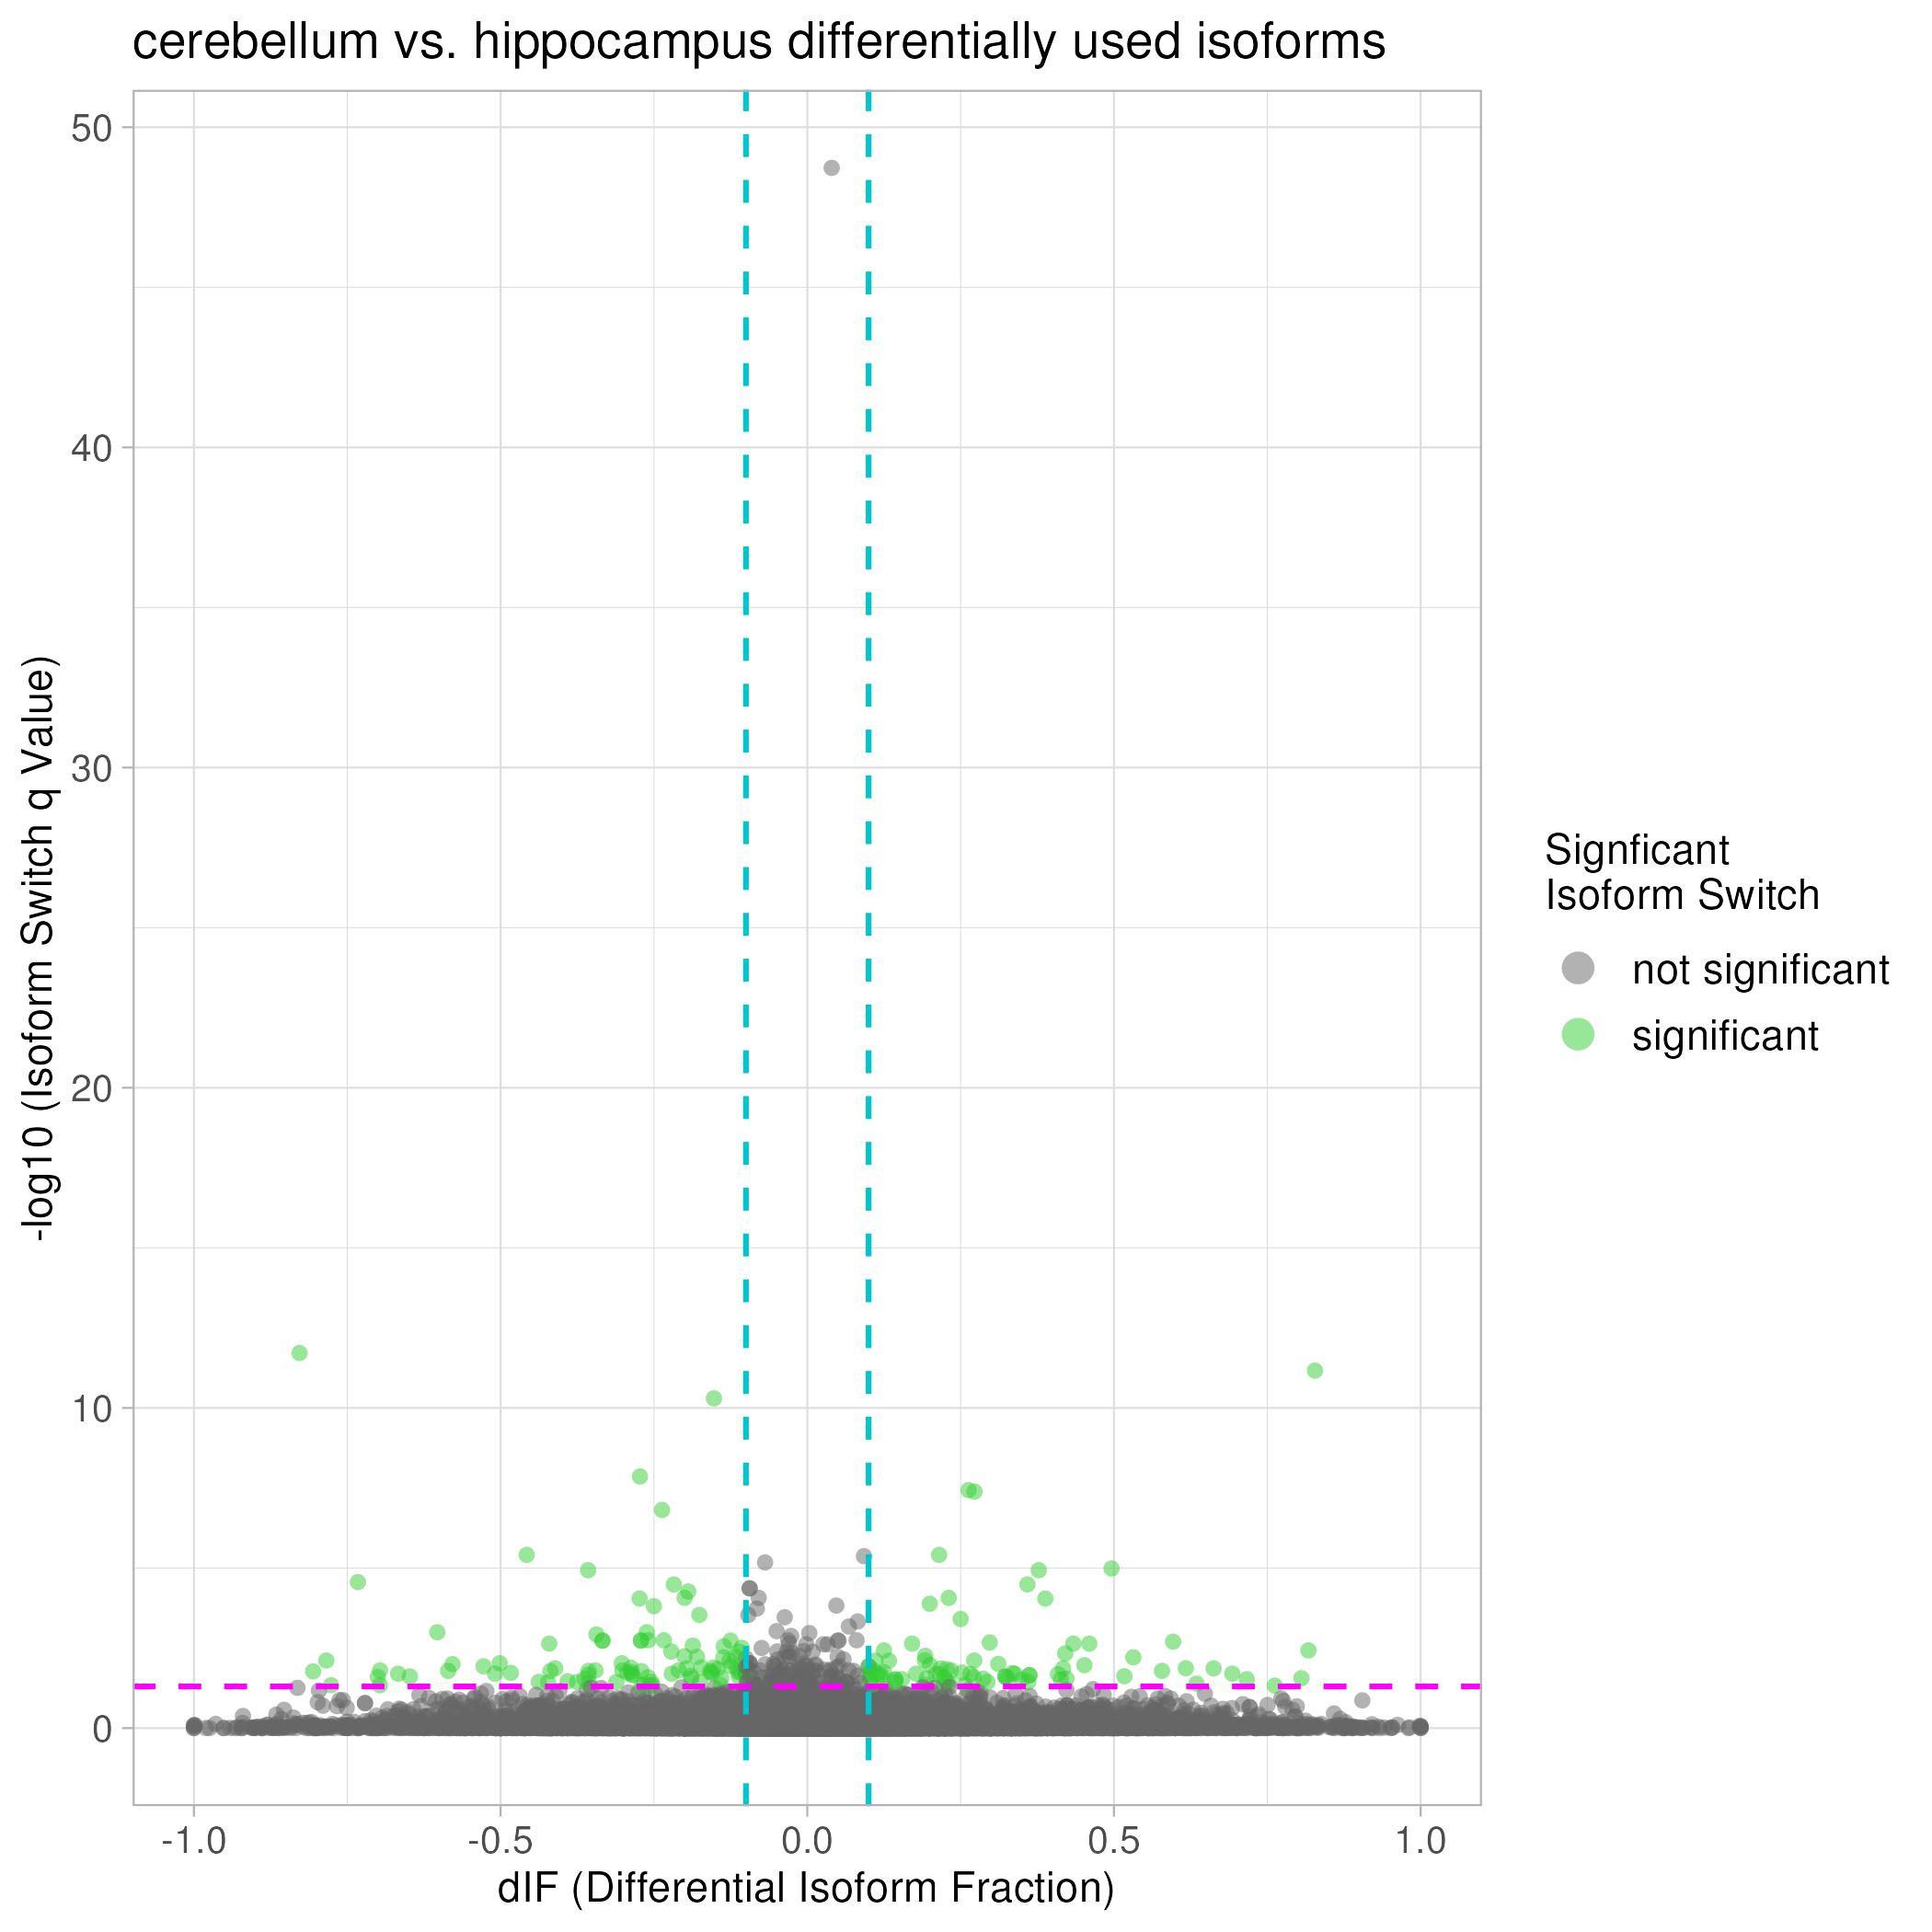 cerebellum vs. hippocampus differentially used isoforms
50
40
30
20
10
0
-log10 (Isoform Switch q Value)
-1.0
-0.5
0.0
0.5
1.0
dIF (Differential Isoform Fraction)
Signficant
Isoform Switch
not significant
significant